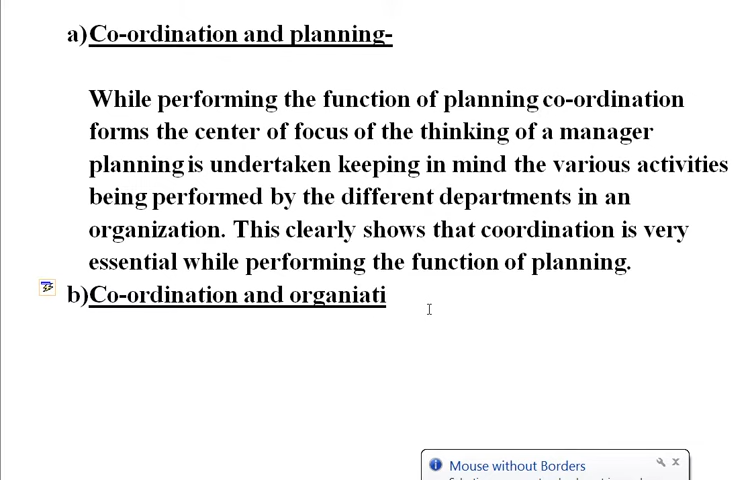 a)Co-ordination and planning-
While performing the function of planning co-ordination
forms the center of focus of the thinking of a manager
planning is undertaken keeping in mind the various activities
being performed by the different departments in an
organization. This clearly shows that coordination is very
essential while performing the function of planning.
b)Co-ordination and organiati
Mouse without Borders